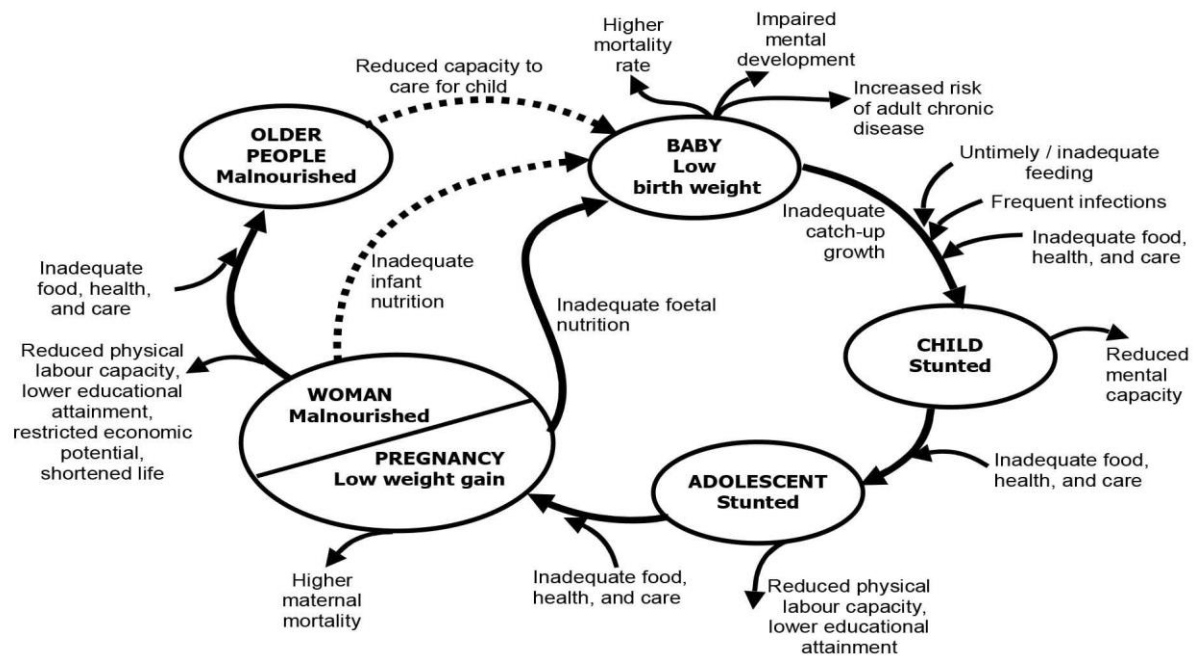 Higher
mortality
rate
Impaired
mental
development
Reduced capacity to
care for child
Increased risk
of adult chronic
disease
OLDER
PEOPLE
Malnourished
BABY
Low
birth weight
Untimely / inadequate
feeding
Frequent infections
Inadequate
catch-up
growth
Inadequate food,
health, and care
Inadequate
food, health,
and care
Inadequate
infant
nutrition
Inadequate foetal
nutrition
CHILD
Stunted
Reduced
mental
capacity
Reduced physical
labour capacity,
lower educational
attainment,
restricted economic
potential,
shortened life
WOMAN
Malnourished
PREGNANCY
Low weight gain
ADOLESCENT
Stunted
Inadequate food,
health, and care
Higher
maternal
mortality
Inadequate food,
health, and care
Reduced physical
labour capacity,
lower educational
attainment